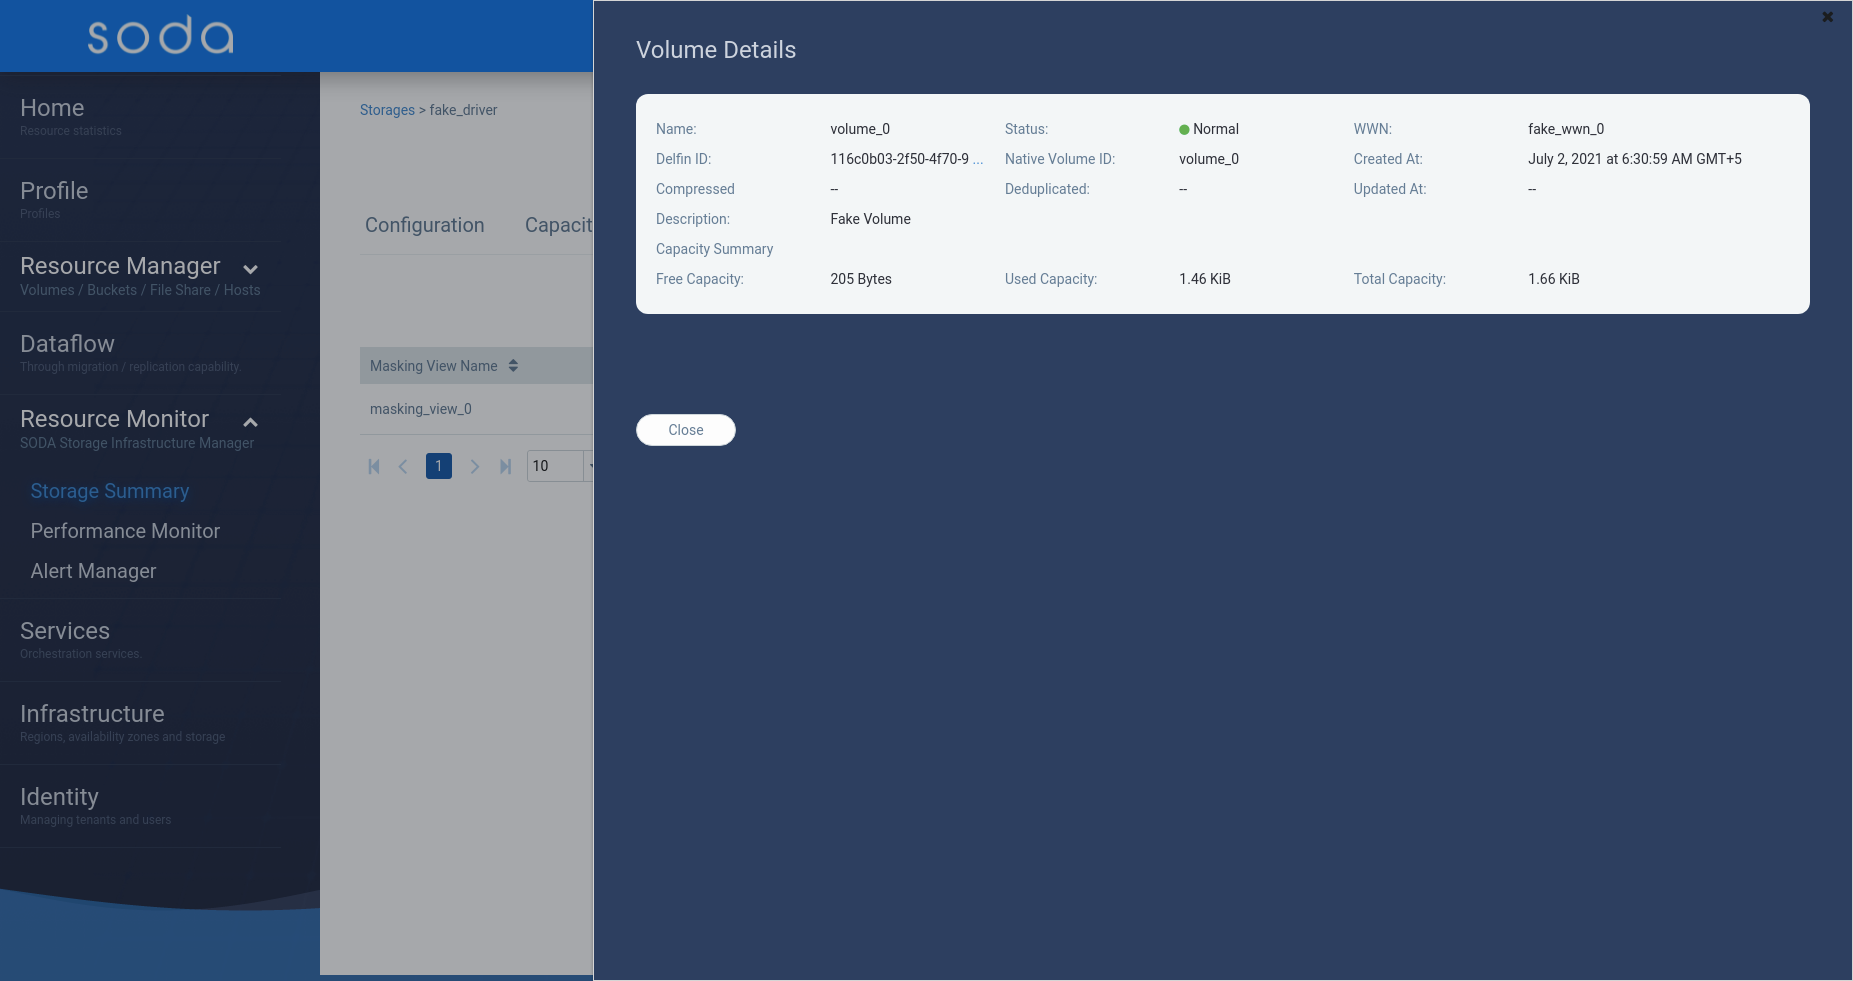 soda
Home
Resource statistics
Profile
Profiles
Resource Manager
Volumes / Buckets / File Share / Hosts
Dataflow
Through migration / replication capability.
Resource Monitor
SODA Storage Infrastructure Manager
Storage Summary
Performance Monitor
Alert Manager
Services
Orchestration services.
Infrastructure
Regions, availability zones and storage
Identity
Managing tenants and users
Storages > fake_driver
Configuration Capacit
Masking View Name
masking_view_0
1 10
Volume Details
Name: volume_0 Status: Normal WWN: fake_wwn_0
Delfin ID: 116c0b03-2f50-4f70-9 ... Native Volume ID: volume_0 Created At: July 2, 2021 at 6:30:59 AM GMT+5
Compressed -- Deduplicated: -- Updated At: --
Description: Fake Volume
Capacity Summary
Free Capacity: 205 Bytes Used Capacity: 1.46 KiB Total Capacity: 1.66 KiB
Close